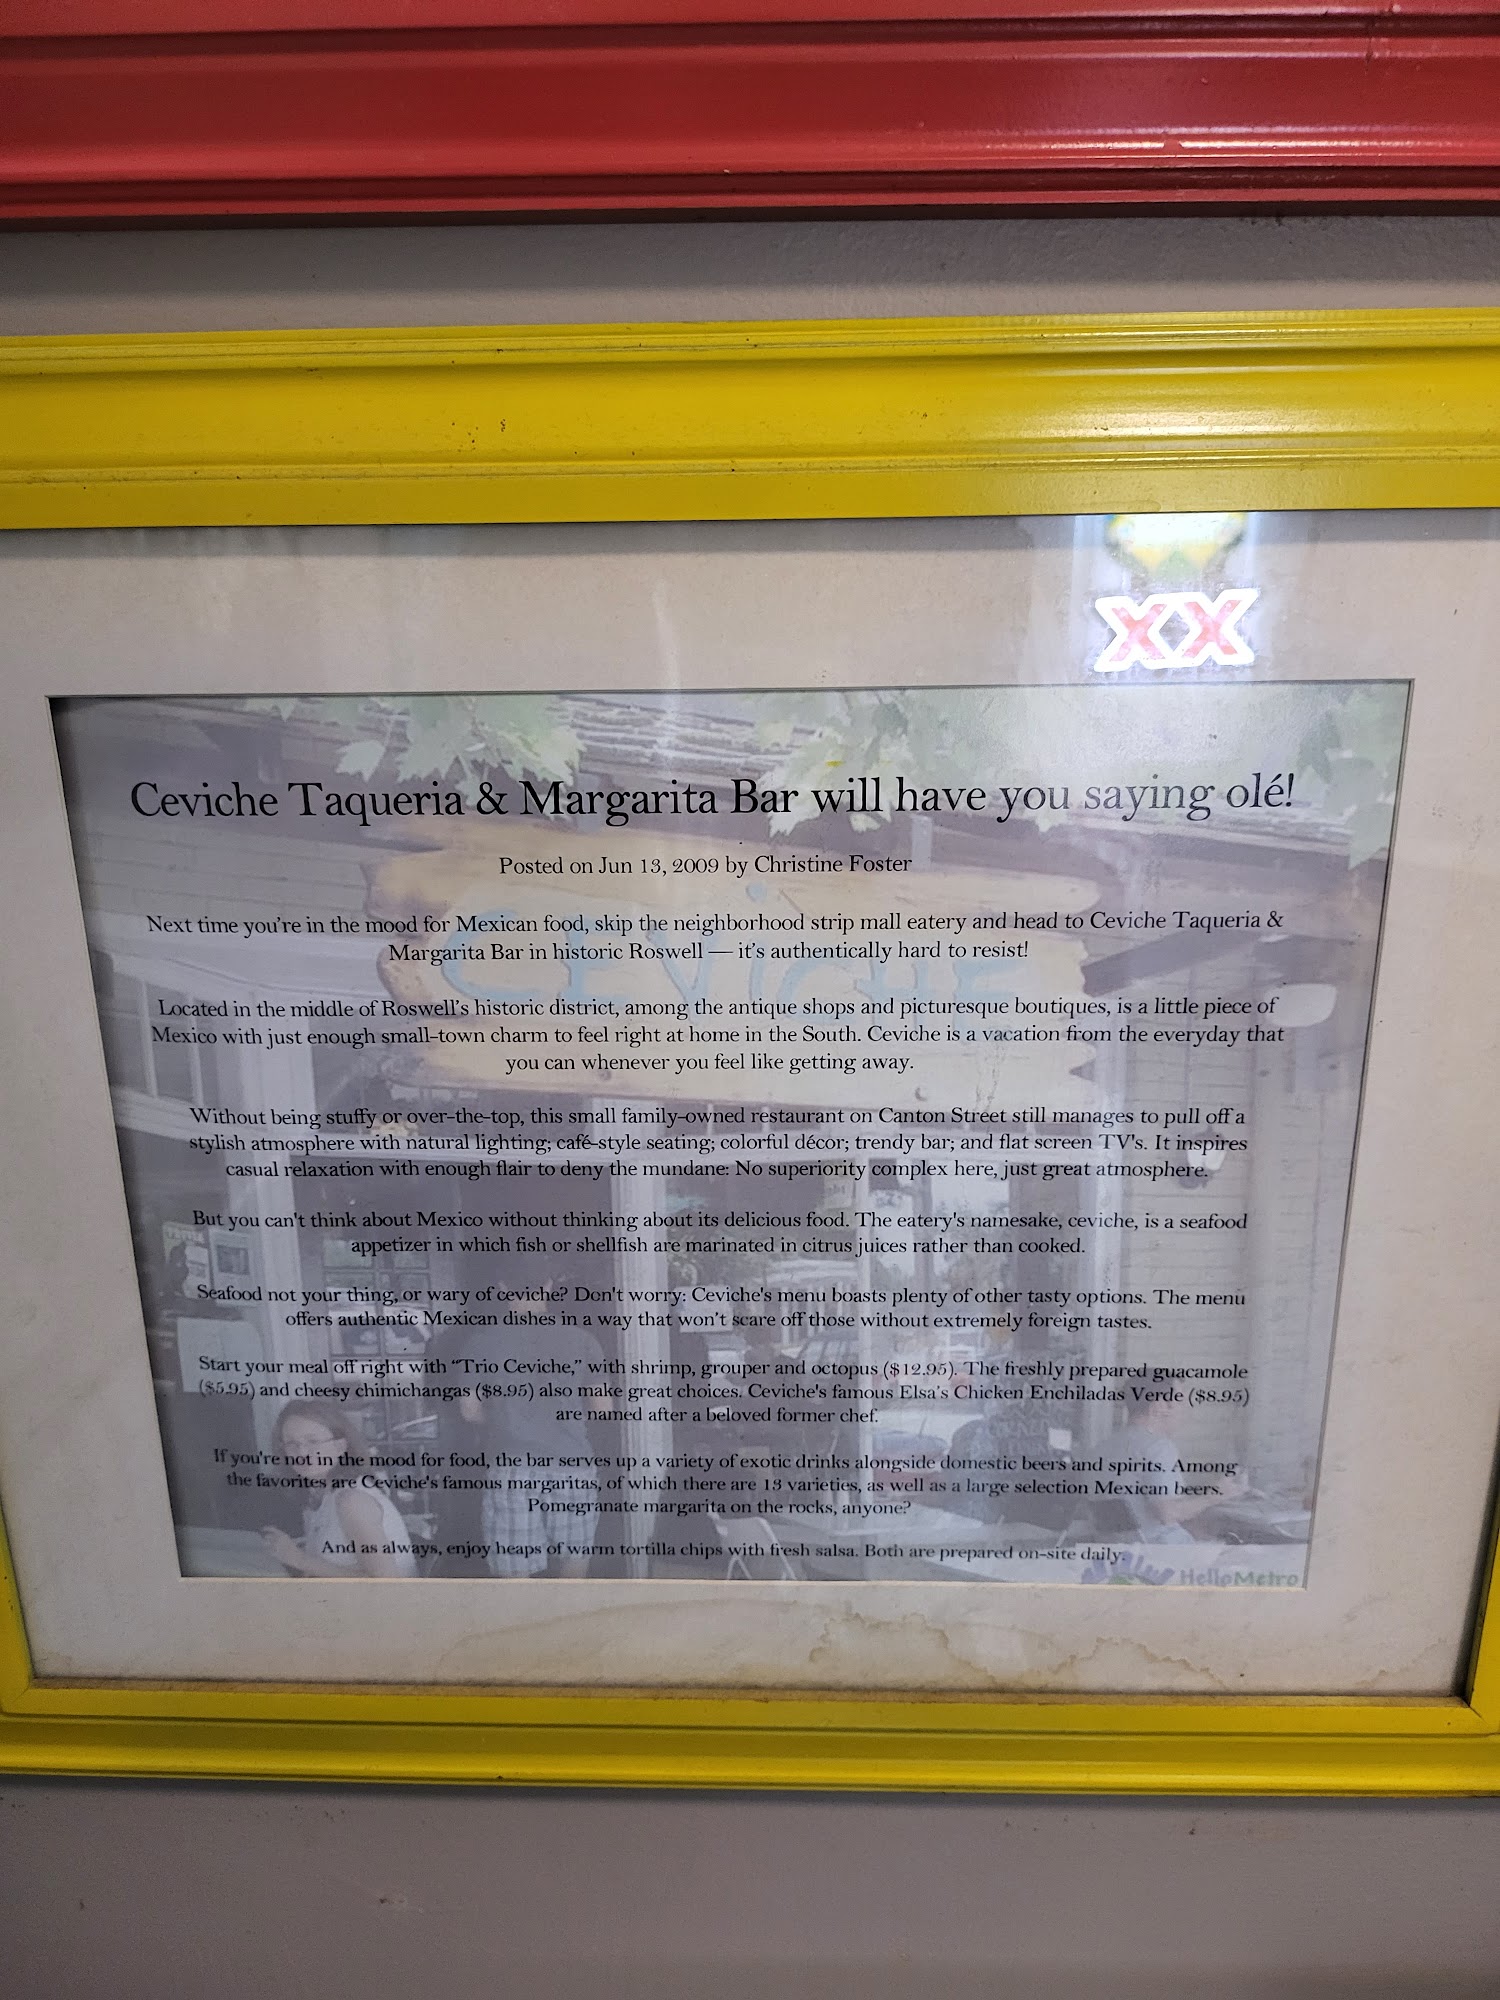 XX
Ceviche Taqueria & Margarita Bar will have you saying olé!
Posted on Jun 13, 2009 by Christine Foster
Next time you're in the mood for Mexican food, skip the neighborhood strip mall eatery and head to Ceviche Taqueria &
Margarita Bar in historic Roswell — it's authentically hard to resist!
Located in the middle of Roswell's historic district, among the antique shops and picturesque boutiques, is a little piece of
Mexico with just enough small-town charm to feel right at home in the South. Ceviche is a vacation from the everyday that
you can whenever you feel like getting away.
Without being stuffy or over-the-top, this small family-owned restaurant on Canton Street still manages to pull off a
stylish atmosphere with natural lighting; café-style seating; colorful décor; trendy bar; and flat screen TV's. It inspires
casual relaxation with enough flair to deny the mundane: No superiority complex here, just great atmosphere.
But you can't think about Mexico without thinking about its delicious food. The eatery's namesake, ceviche, is a seafood
appetizer in which fish or shellfish are marinated in citrus juices rather than cooked.
Seafood not your thing, or wary of ceviche? Don't worry: Ceviche's menu boasts plenty of other tasty options. The menu
offers authentic Mexican dishes in a way that won't scare off those without extremely foreign tastes.
Start your meal off right with “Trio Ceviche,” with shrimp, grouper and octopus ($12.95). The freshly prepared guacamole
($5.95) and cheesy chimichangas ($8.95) also make great choices. Ceviche's famous Elsa's Chicken Enchiladas Verde ($8.95)
are named after a beloved former chef.
If you're not in the mood for food, the bar serves up a variety of exotic drinks alongside domestic beers and spirits. Among
the favorites are Ceviche's famous margaritas, of which there are 13 varieties, as well as a large selection Mexican beers.
Pomegranate margarita on the rocks, anyone?
And as always, enjoy heaps of warm tortilla chips with fresh salsa. Both are prepared on-site daily.
HelloMetro
CEViCHE